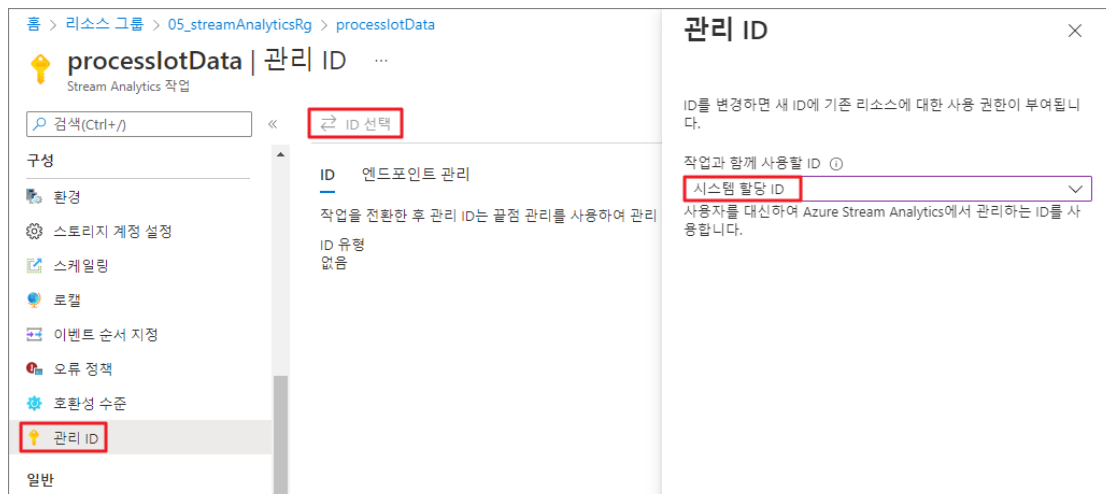 홈 > 리소스 그룹 > 05_streamAnalyticsRg > processIotData
processIotData | 관리 ID ...
Stream Analytics 작업
검색(Ctrl+/)
구성
환경
스토리지 계정 설정
스케일링
로캘
이벤트 순서 지정
오류 정책
호환성 수준
관리 ID
일반
ID 선택
ID 엔드포인트 관리
작업을 전환한 후 관리 ID는 끝점 관리를 사용하여 관리
ID 유형
없음
관리 ID
ID를 변경하면 새 ID에 기존 리소스에 대한 사용 권한이 부여됩니
다.
작업과 함께 사용할 ID
시스템 할당 ID
사용자를 대신하여 Azure Stream Analytics에서 관리하는 ID를 사
용합니다.